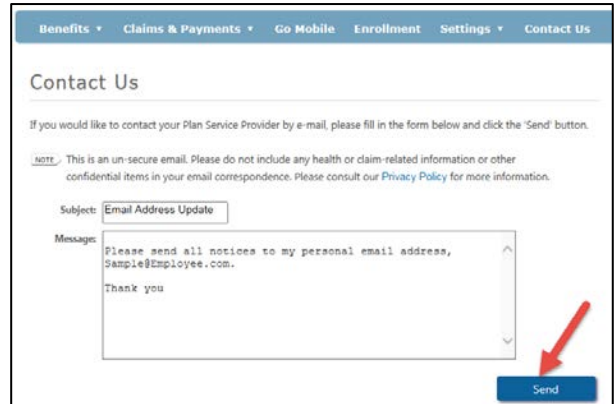 Benefits ▾ Claims & Payments ▾ Go Mobile Enrollment Settings ▾ Contact Us
Contact Us
If you would like to contact your Plan Service Provider by e-mail, please fill in the form below and click the 'Send' button.
NOTE This is an un-secure email. Please do not include any health or claim-related information or other
confidential items in your email correspondence. Please consult our Privacy Policy for more information.
Subject: Email Address Update
Message:
Please send all notices to my personal email address,
Sample@Employee.com.
Thank you
Send